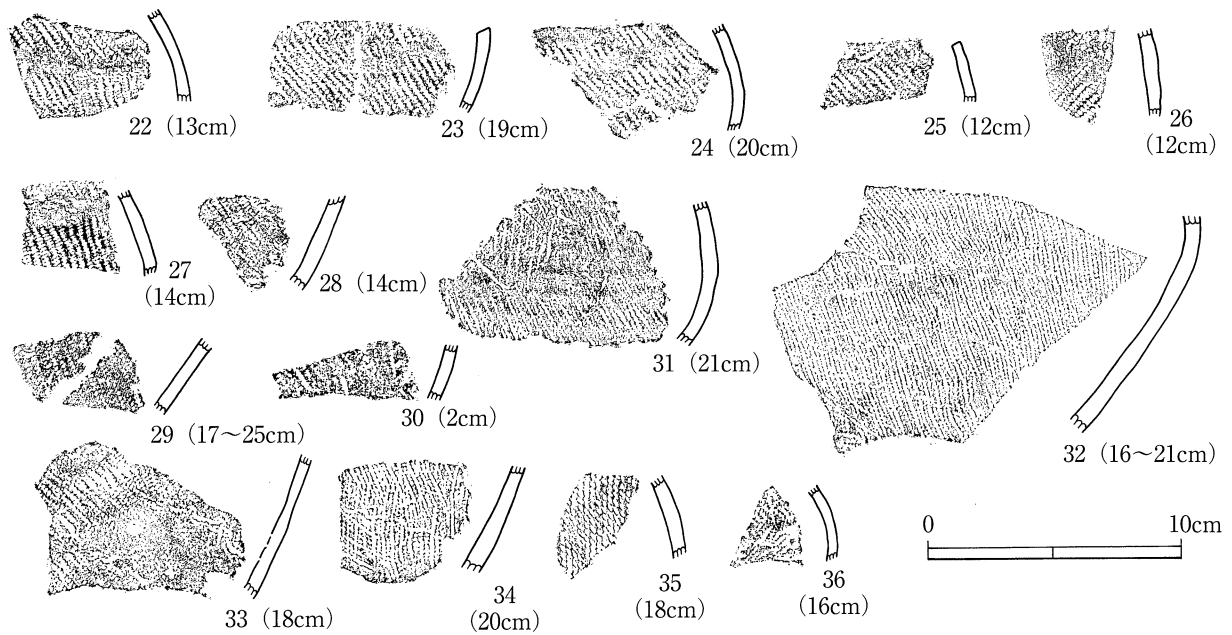 22（13cm）
23（19cm）
24（20cm）
25（12cm）
26
（12cm）
27
（14cm）
28（14cm）
31（21cm）
29（17～25cm）
30（2cm）
32（16～21cm）
33（18cm）
34
（20cm）
35
（18cm）
36
（16cm）
0 10cm